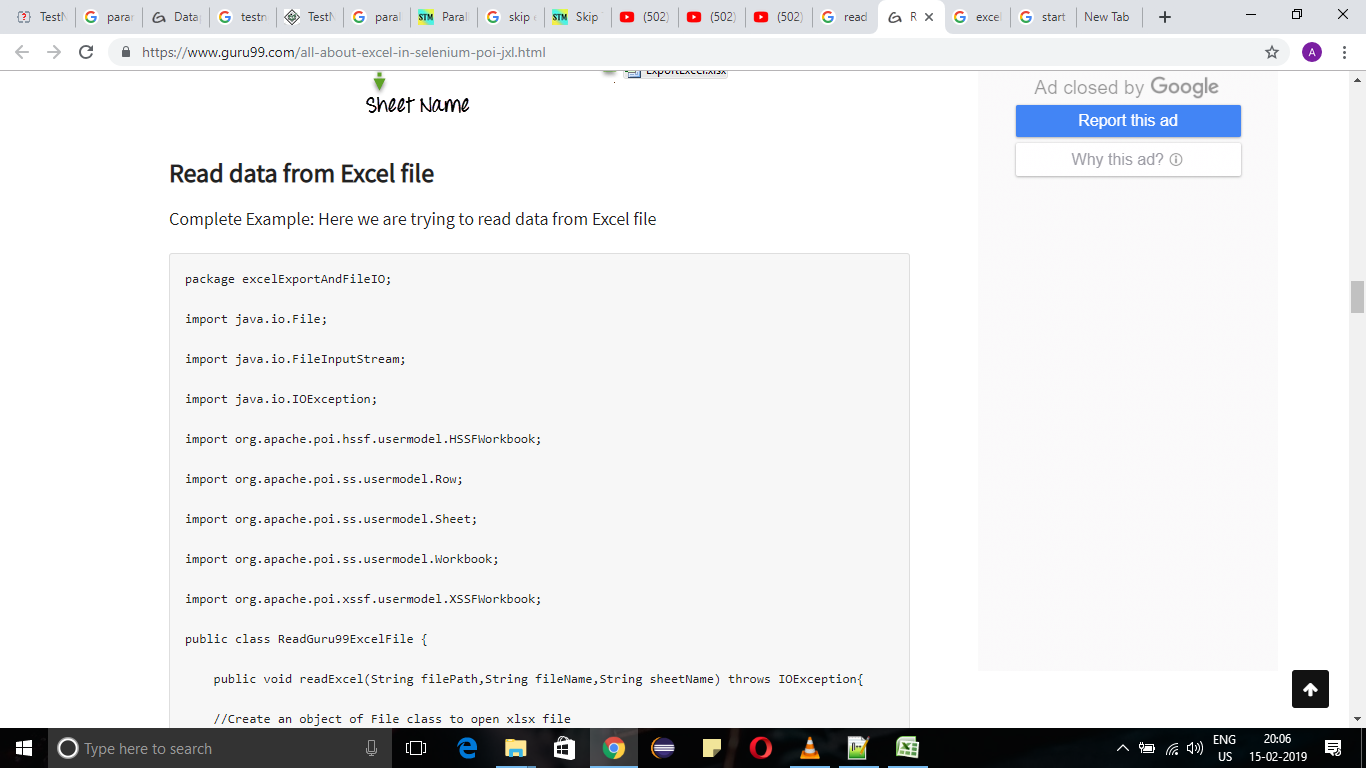 TestN
paran
Data
testn
TestN
paral
STM Paral
skip
STM Skip
(502)
(502)
(502)
read
R
excel
start
New Tab
https://www.guru99.com/all-about-excel-in-selenium-poi-jxl.html
A
ExportExcel.xlsx
Sheet Name
Ad closed by Google
Report this ad
Why this ad?
Read data from Excel file
Complete Example: Here we are trying to read data from Excel file
package excelExportAndFileIO;
import java.io.File;
import java.io.FileInputStream;
import java.io.IOException;
import org.apache.poi.hssf.usermodel.HSSFWorkbook;
import org.apache.poi.ss.usermodel.Row;
import org.apache.poi.ss.usermodel.Sheet;
import org.apache.poi.ss.usermodel.Workbook;
import org.apache.poi.xssf.usermodel.XSSFWorkbook;
public class ReadGuru99ExcelFile {
public void readExcel(String filePath,String fileName,String sheetName) throws IOException{
//Create an object of File class to open xlsx file
Type here to search
ENG
US
20:06
15-02-2019